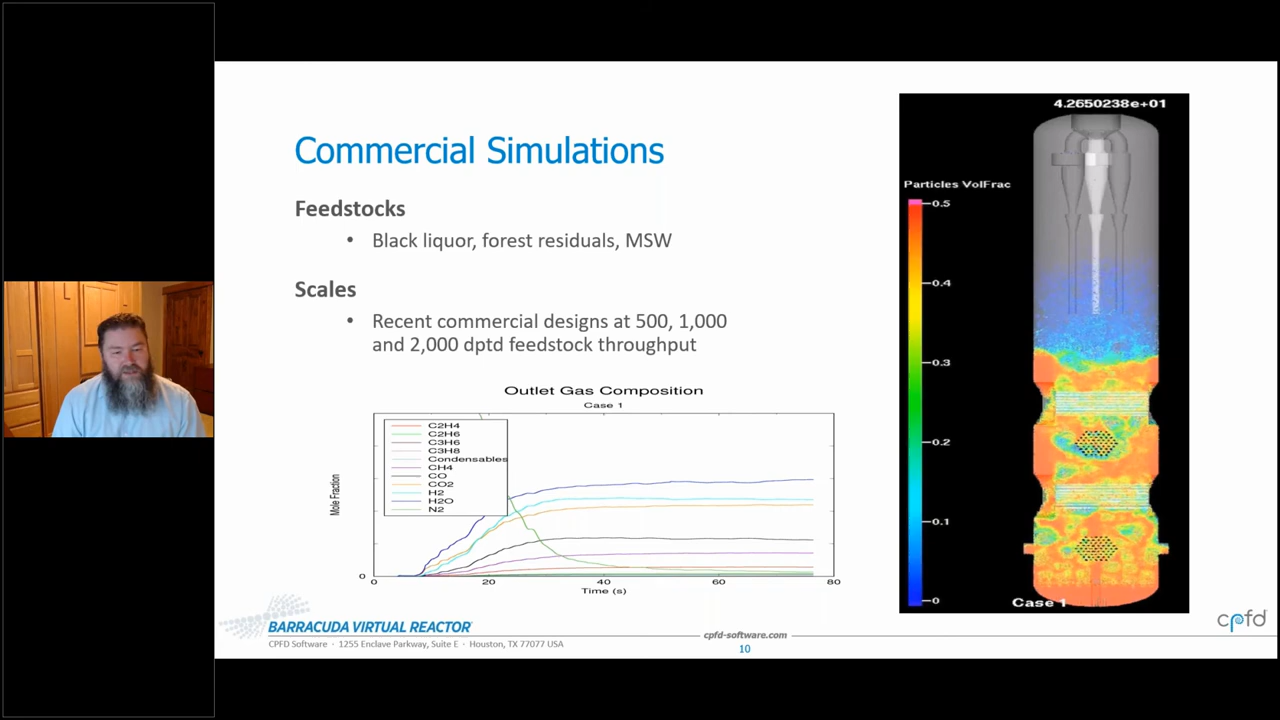 Commercial Simulations
Feedstocks
• Black liquor, forest residuals, MSW
Scales
• Recent commercial designs at 500, 1,000
and 2,000 dptd feedstock throughput
Outlet Gas Composition
Case 1
C2H4
C2H6
C3H6
C3H8
Condensables
CH4
CO
CO2
H2
H2O
N2
Mole Fraction
0
0 20 40 60 80
Time (s)
4.2650238e+01
Particles VolFrac
0.5
0.4
0.3
0.2
0.1
0
Case 1
BARRACUDA VIRTUAL REACTOR
CPFD Software · 1255 Enclave Parkway, Suite E · Houston, TX 77077 USA
cpfd-software.com
10
cpfd